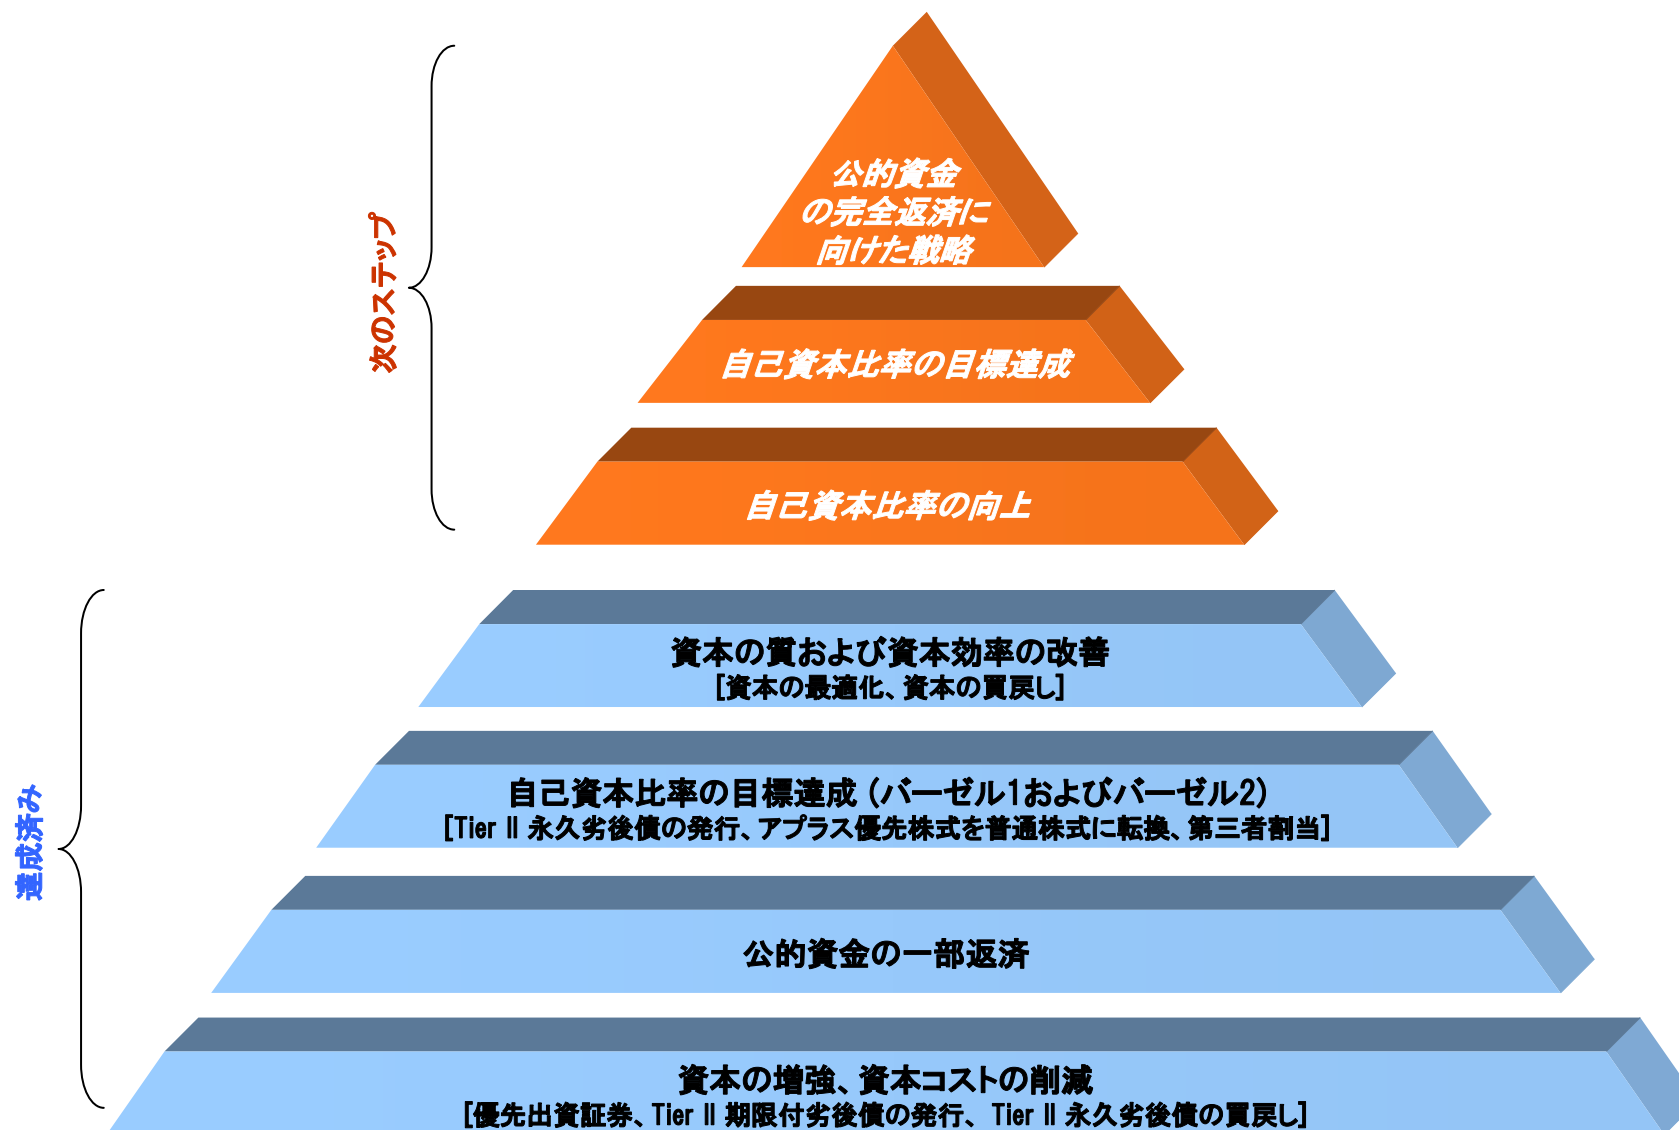 公的資金
の完全返済に
向けた戦略
次のステップ
自己資本比率の目標達成
自己資本比率の向上
資本の質および資本効率の改善
[資本の最適化、資本の買戻し]
自己資本比率の目標達成 (バーゼル1およびバーゼル2)
[Tier II 永久劣後債の発行、アプラス優先株式を普通株式に転換、第三者割当]
達成済み
公的資金の一部返済
資本の増強、資本コストの削減
[優先出資証券、Tier II 期限付劣後債の発行、Tier II 永久劣後債の買戻し]